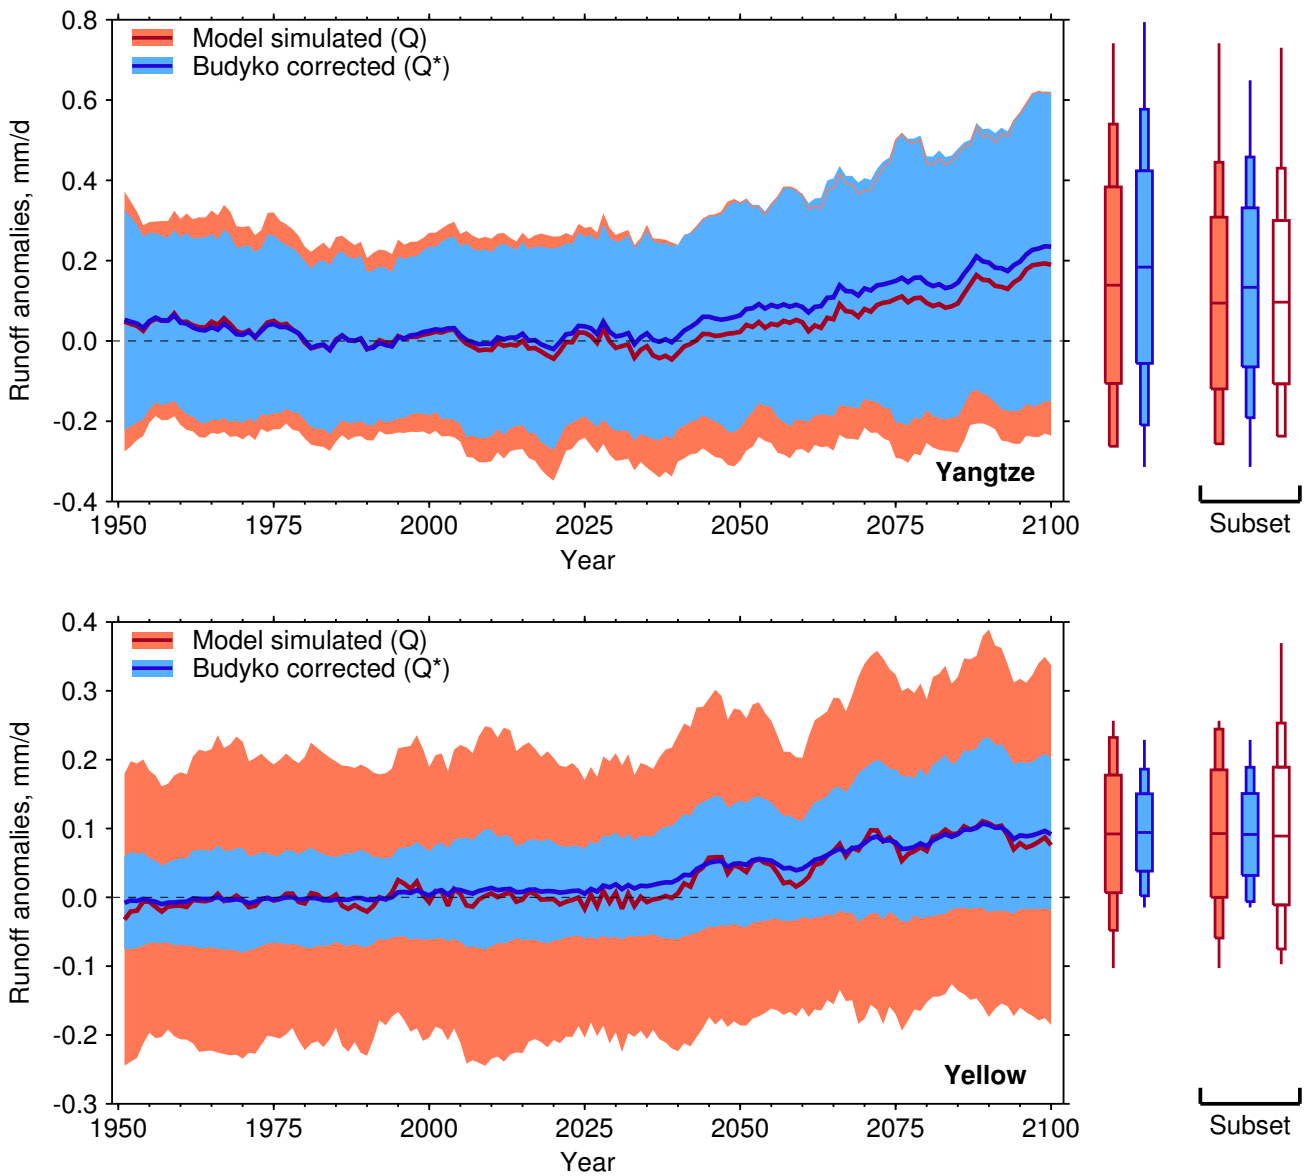 0.8
0.6
0.4
0.2
0.0
-0.2
-0.4
Runoff anomalies, mm/d
Model simulated (Q)
Budyko corrected (Q*)
Yangtze
1950 1975 2000 2025 2050 2075 2100
Year
Subset
0.4
0.3
0.2
0.1
0.0
-0.1
-0.2
-0.3
Runoff anomalies, mm/d
Model simulated (Q)
Budyko corrected (Q*)
Yellow
1950 1975 2000 2025 2050 2075 2100
Year
Subset